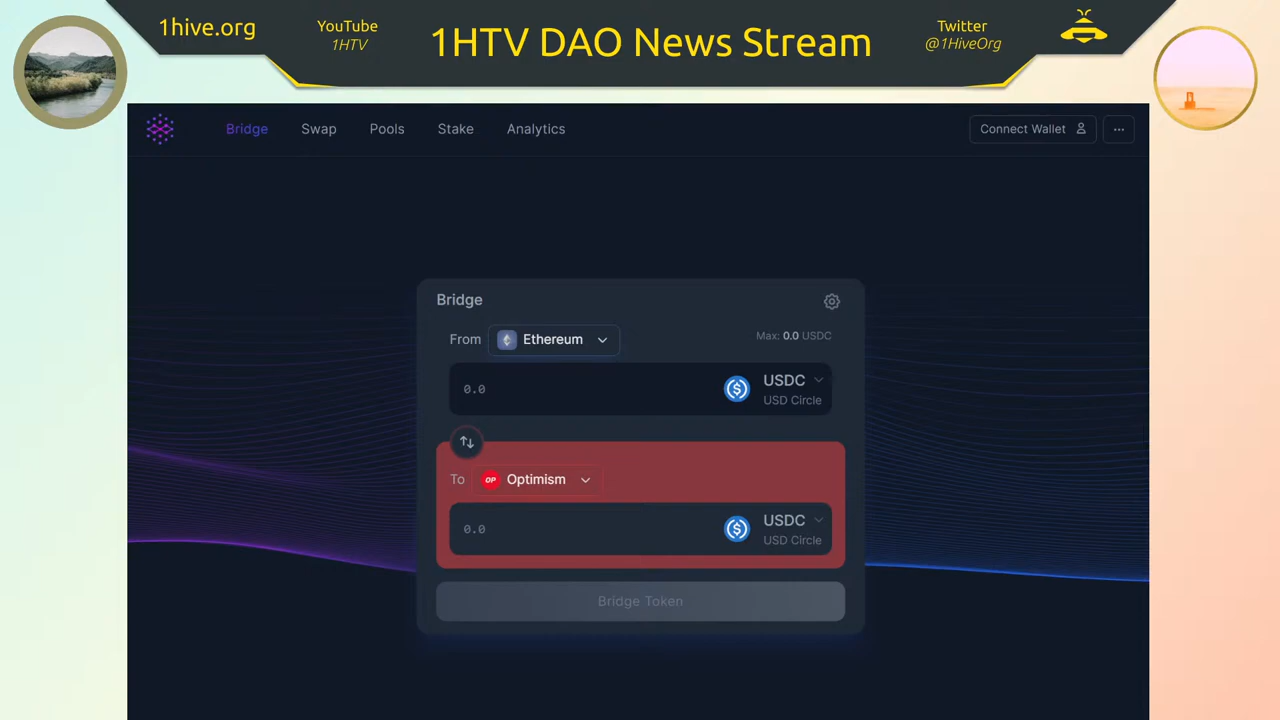 1hive.org
YouTube
1HTV
1HTV DAO News Stream
Twitter
@1HiveOrg
Bridge
Swap
Pools
Stake
Analytics
Connect Wallet
...
Bridge
From
Ethereum
Max: 0.0 USDC
0.0
USDC
USD Circle
To
OP
Optimism
0.0
USDC
USD Circle
Bridge Token